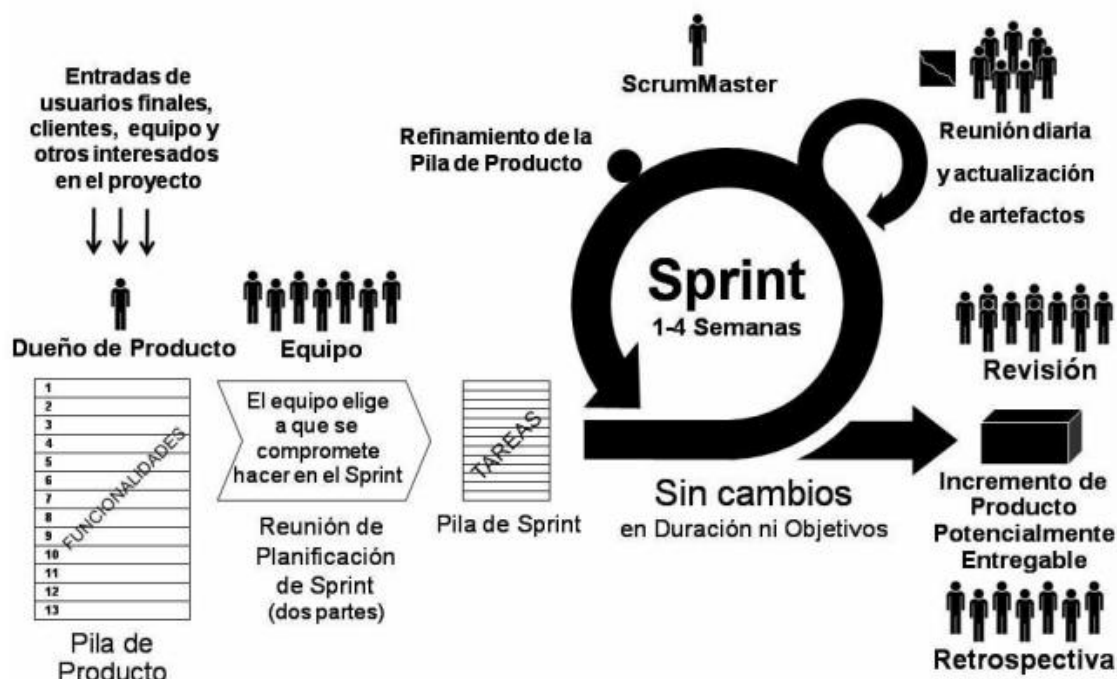 Entradas de
usuarios finales,
clientes, equipo y
otros interesados
en el proyecto
Dueño de Producto
1
2
3
4
5
6
7
8
9
10
11
12
13
FUNCIONALIDADES
Pila de
Producto
Equipo
El equipo elige
a que se
compromete
hacer en el Sprint
Reunión de
Planificación
de Sprint
(dos partes)
TAREAS
Pila de Sprint
ScrumMaster
Refinamiento de la
Pila de Producto
Sprint
1-4 Semanas
Sin cambios
en Duración ni Objetivos
Reunión diaria
y actualización
de artefactos
Revisión
Incremento de
Producto
Potencialmente
Entregable
Retrospectiva